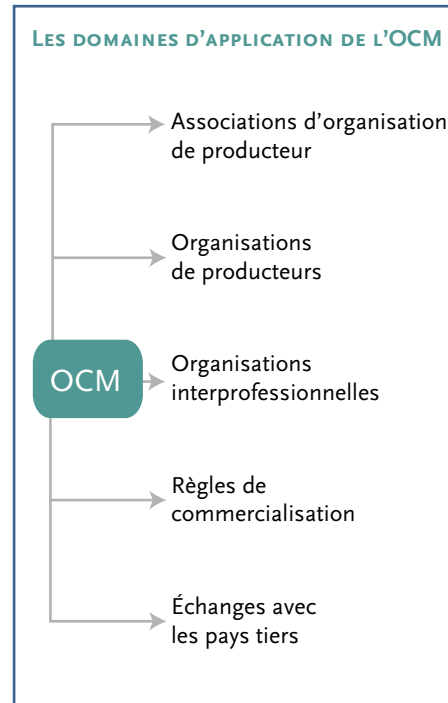 Les domaines d'application de l'OCM
Associations d'organisation
de producteur
Organisations
de producteurs
OCM
Organisations
interprofessionnelles
Règles de
commercialisation
Échanges avec
les pays tiers